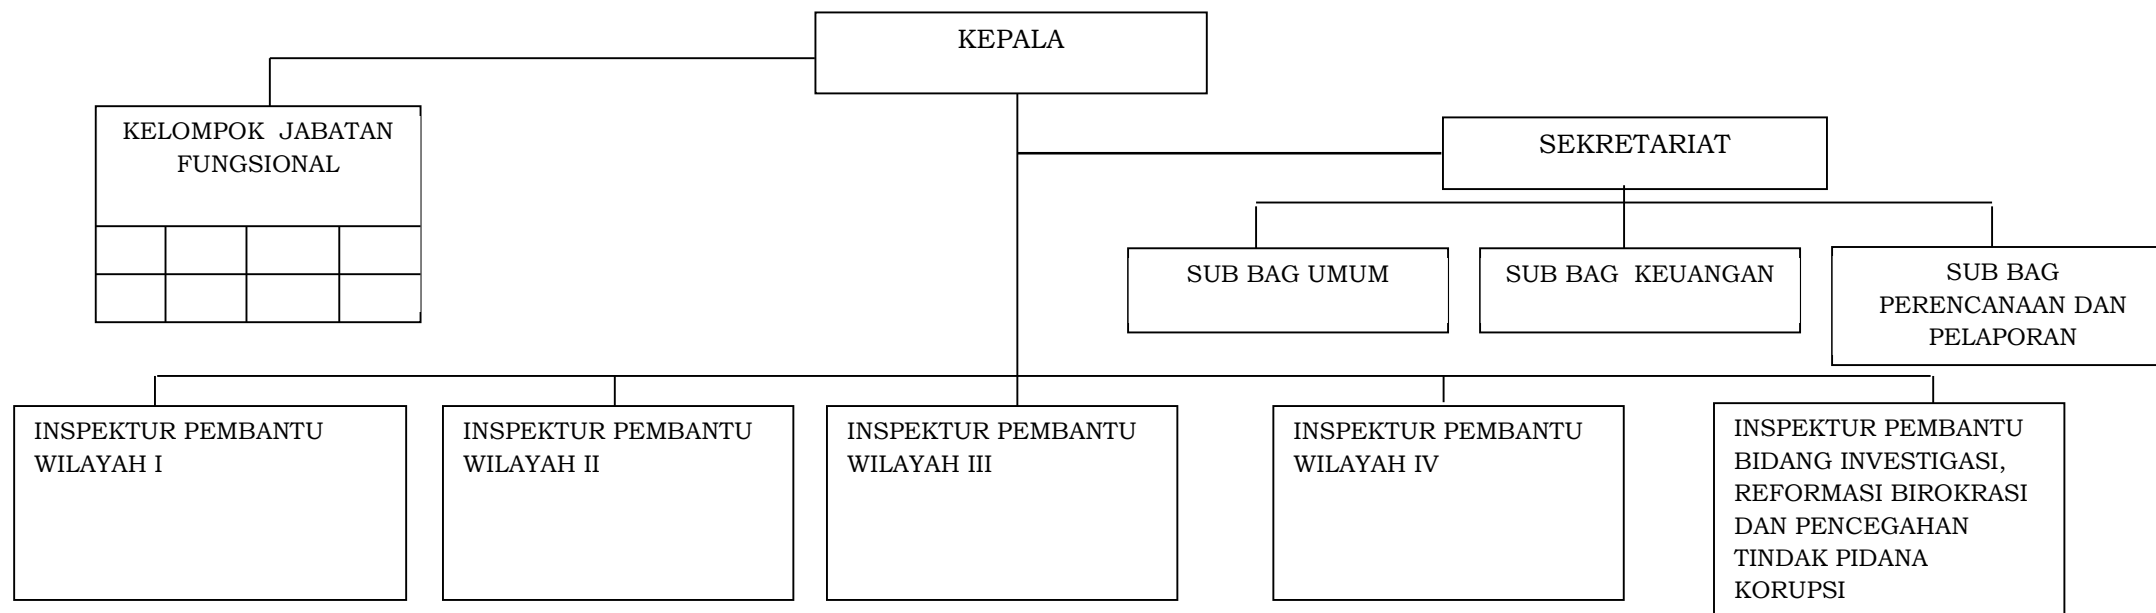 KEPALA
KELOMPOK JABATAN
FUNGSIONAL
SEKRETARIAT
SUB BAG UMUM
SUB BAG KEUANGAN
SUB BAG
PERENCANAAN DAN
PELAPORAN
INSPEKTUR PEMBANTU
WILAYAH I
INSPEKTUR PEMBANTU
WILAYAH II
INSPEKTUR PEMBANTU
WILAYAH III
INSPEKTUR PEMBANTU
WILAYAH IV
INSPEKTUR PEMBANTU
BIDANG INVESTIGASI,
REFORMASI BIROKRASI
DAN PENCEGAHAN
TINDAK PIDANA
KORUPSI